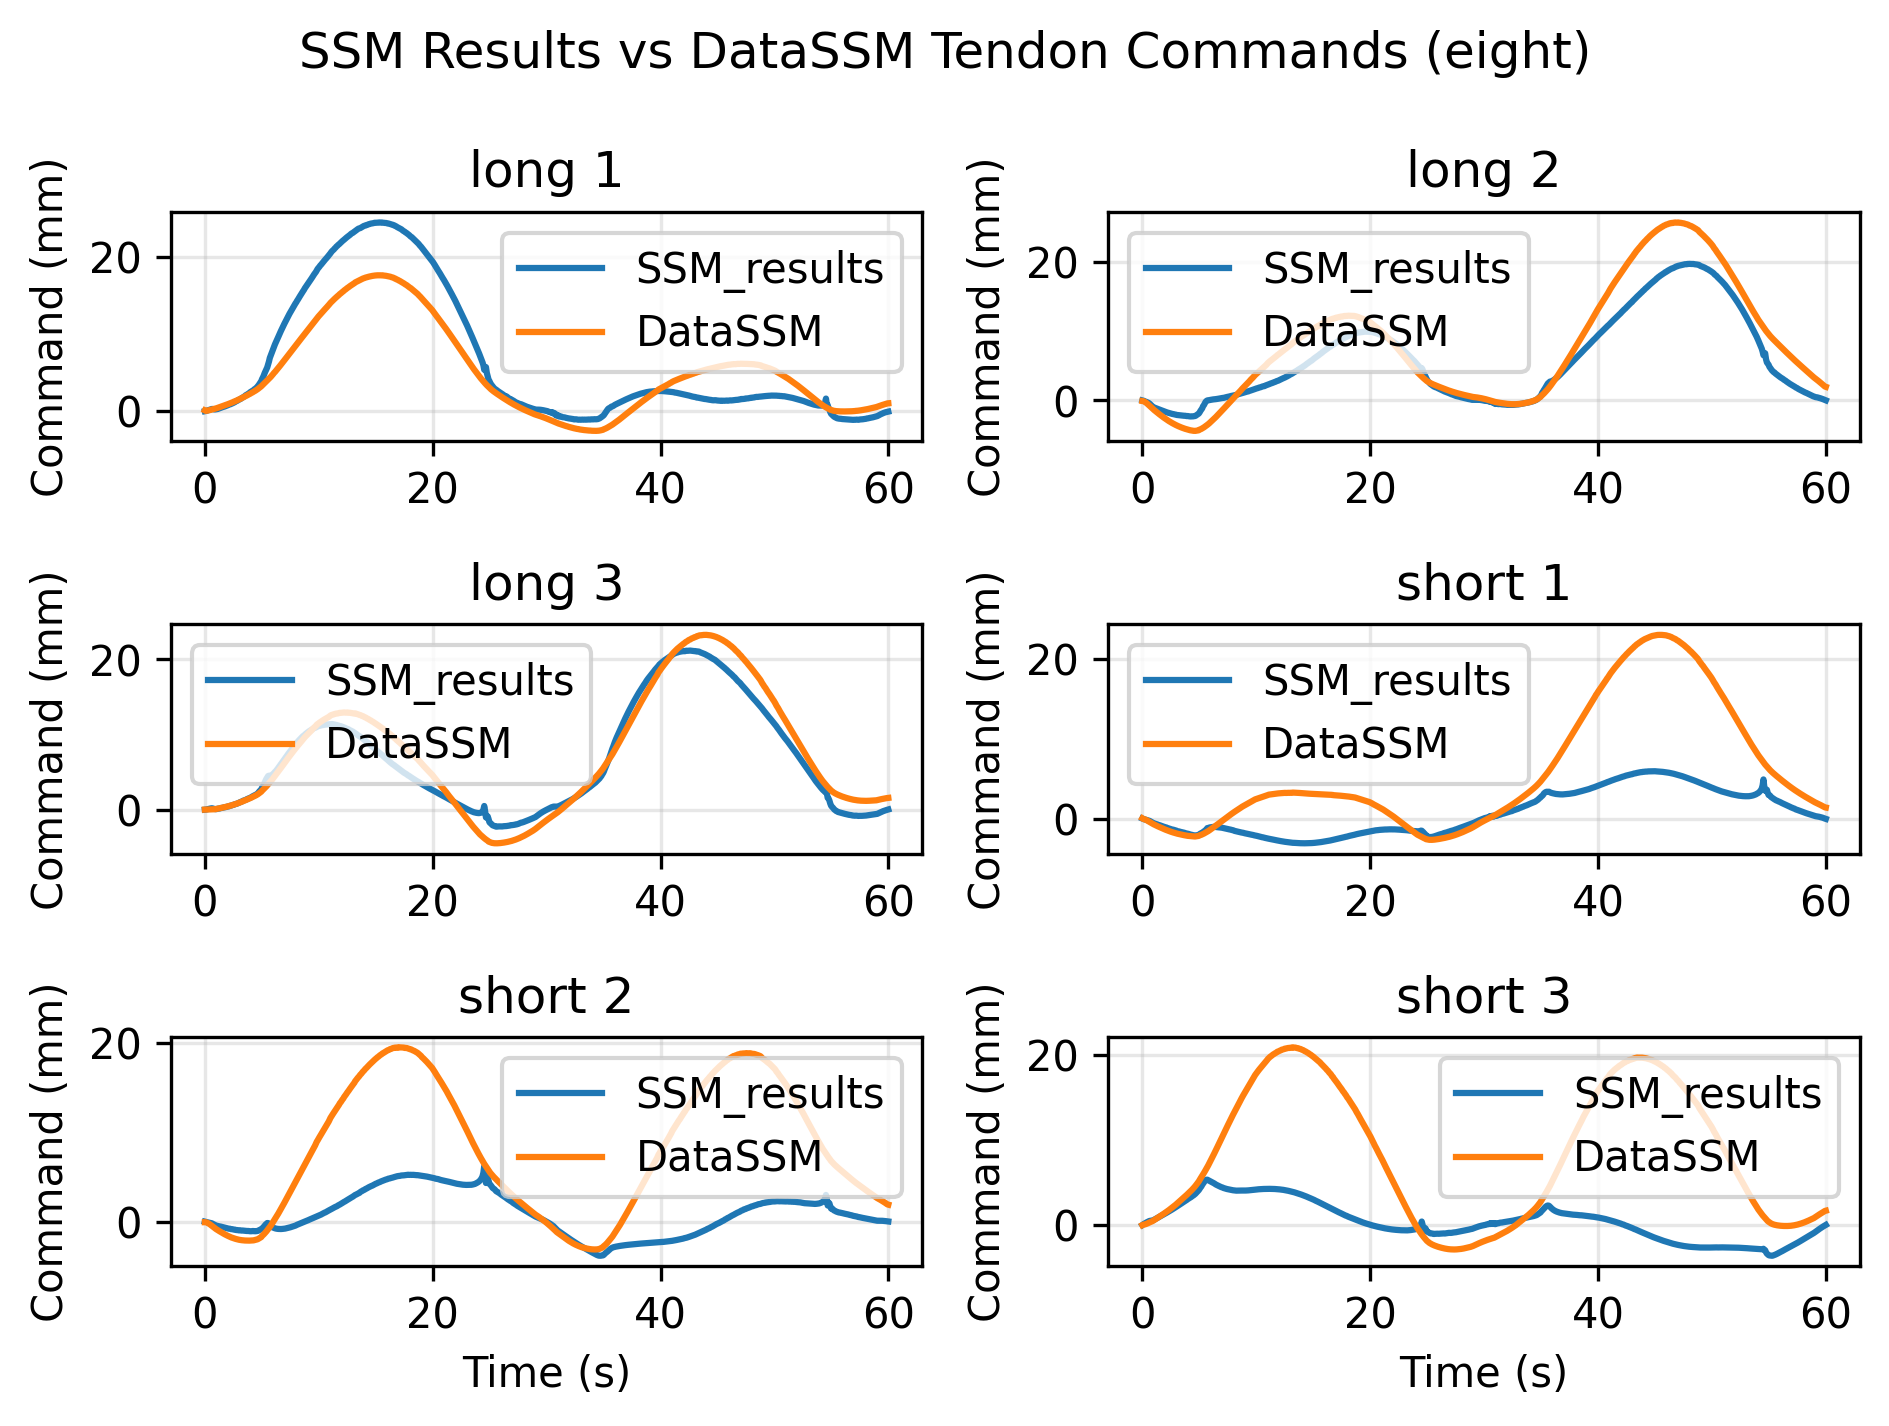 SSM Results vs DataSSM Tendon Commands (eight)
long 1
Command (mm)
20
0
SSM_results
DataSSM
0 20 40 60
long 2
Command (mm)
20
0
SSM_results
DataSSM
0 20 40 60
long 3
Command (mm)
20
0
SSM_results
DataSSM
0 20 40 60
short 1
Command (mm)
20
0
SSM_results
DataSSM
0 20 40 60
short 2
Command (mm)
20
0
SSM_results
DataSSM
0 20 40 60
Time (s)
short 3
Command (mm)
20
0
SSM_results
DataSSM
0 20 40 60
Time (s)